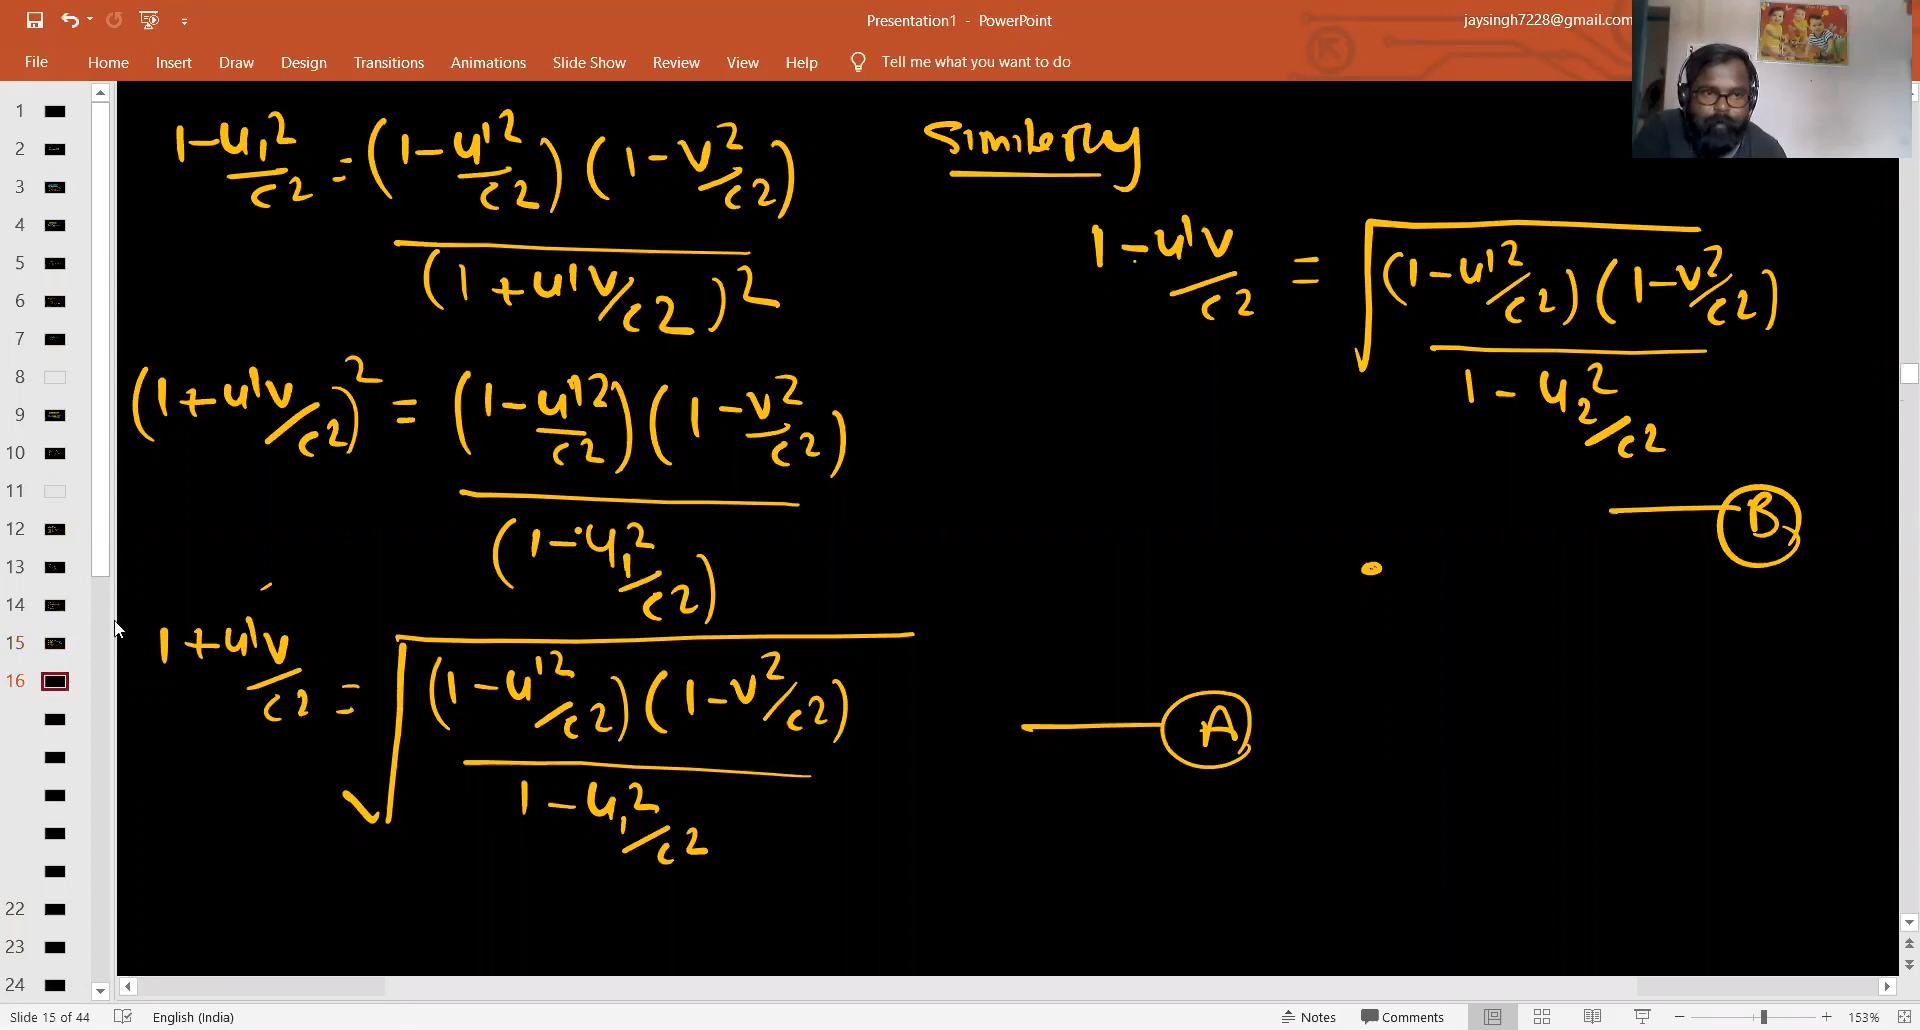 Presentation1 - PowerPoint
jaysingh7228@gmail.com
File Home Insert Draw Design Transitions Animations Slide Show Review View Help Tell me what you want to do
1
2
3
4
5
6
7
8
9
10
11
12
13
14
15
16
22
23
24
1-u₁²/c2 = (1-u'²/c2) (1-v²/c2)
(1+u'v/c2)2
(1+u'v/c2)² = (1-u'2/c2) (1-v²/c2)
(1-u₁²/c2)
1+u'v/c2 = √(1-u'²/c2) (1-v²/c2)
1-u₁2/c2
A
Similerly
1-u'v/c2 = √(1-u'²/c2) (1-v²/c2)
1-u₂²/c2
B
Slide 15 of 44 English (India) Notes Comments 153%